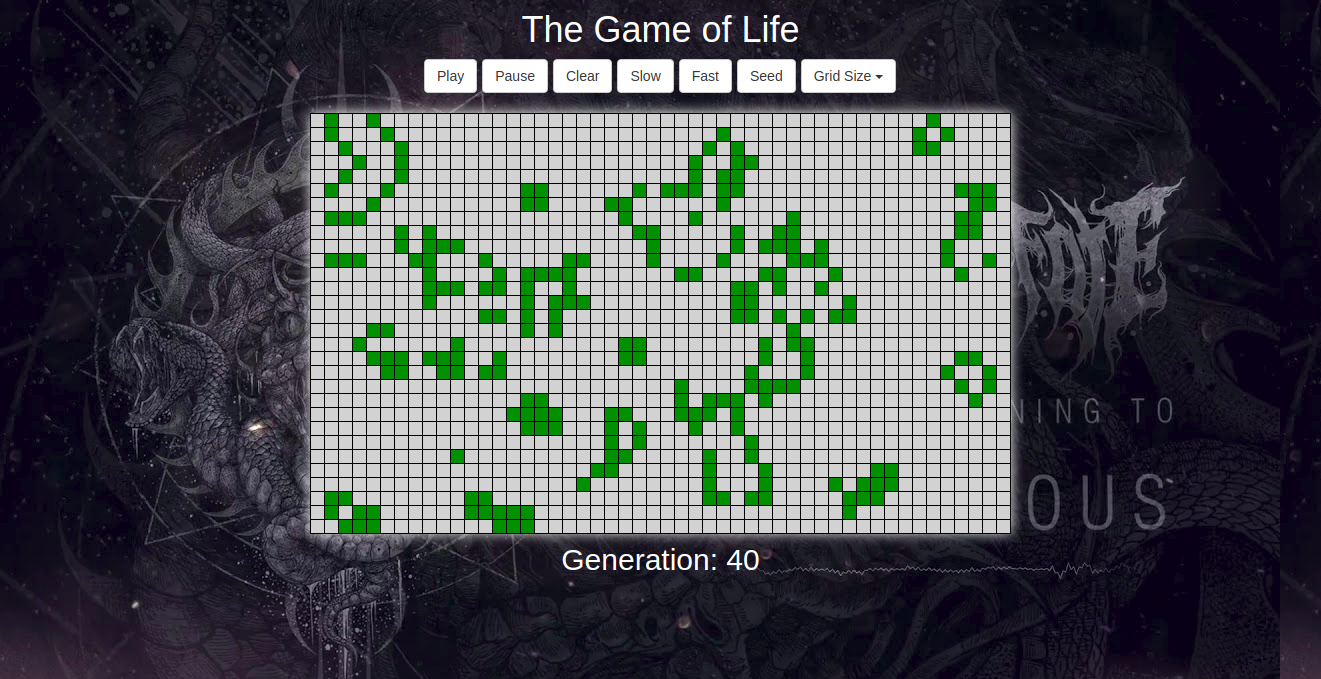 The Game of Life
Play Pause Clear Slow Fast Seed Grid Size
NING TO
OUS
Generation: 40